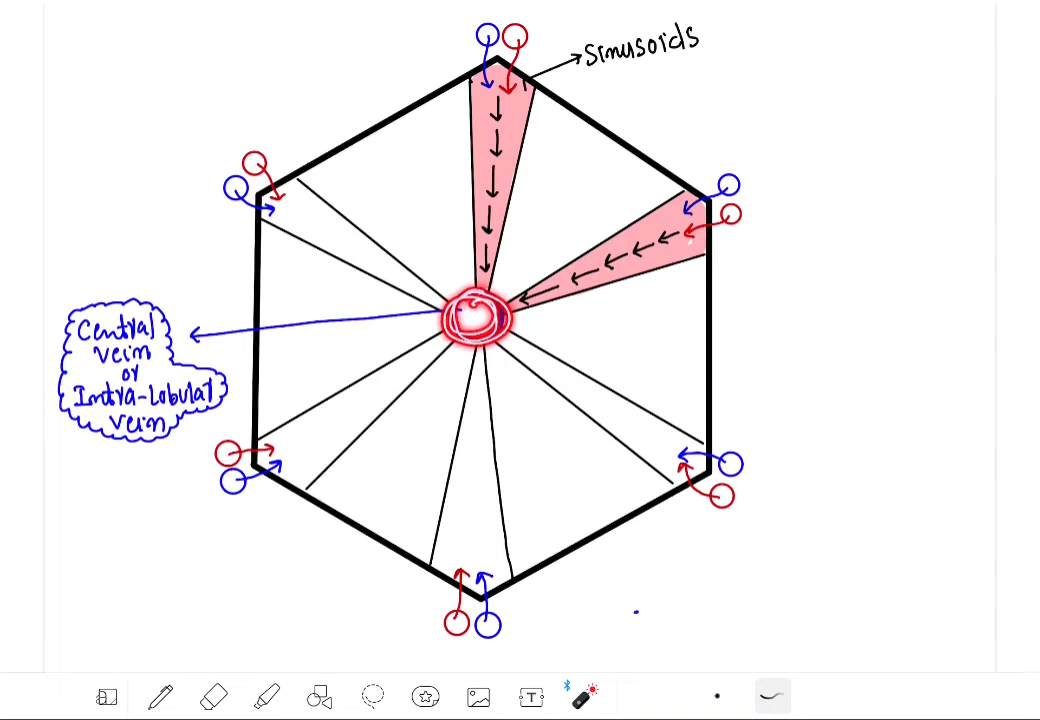 sinusoids
Central
vein
or
Intra-Lobular
vein
T